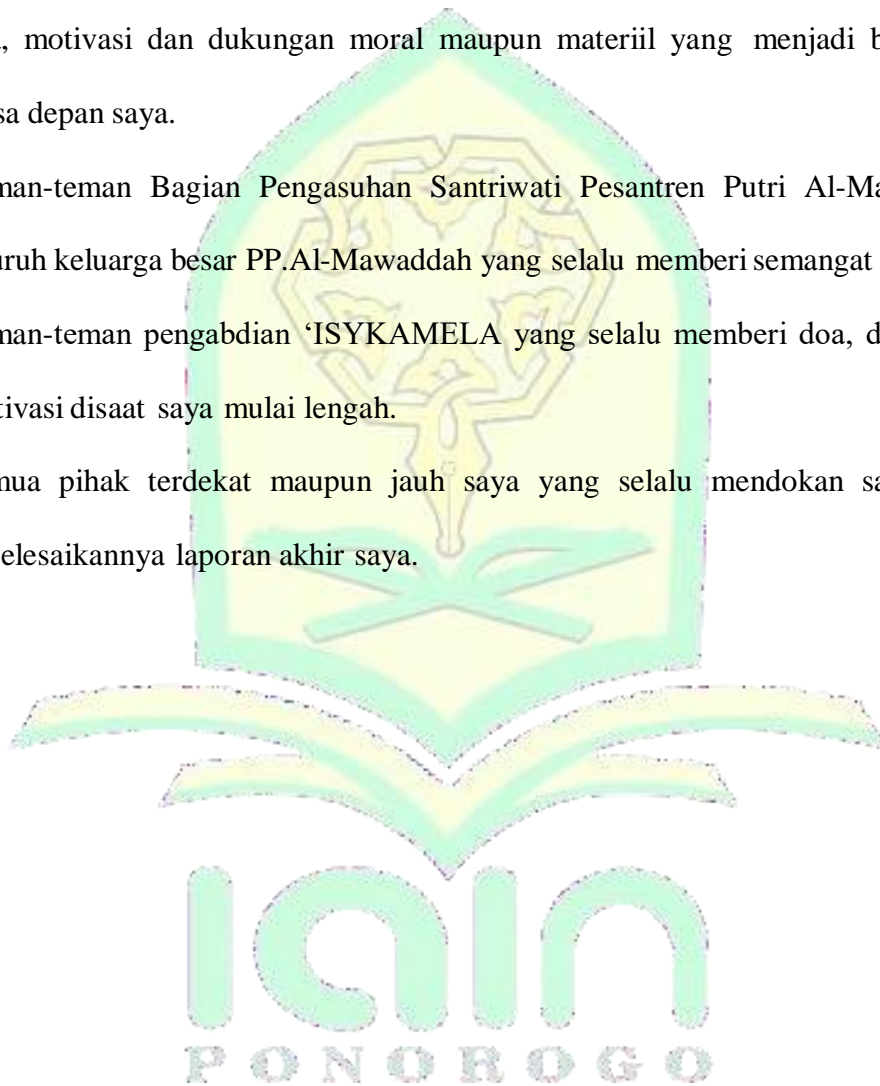 , motivasi dan dukungan moral maupun materiil yang menjadi b
sa depan saya.
man-teman Bagian Pengasuhan Santriwati Pesantren Putri Al-Ma
uruh keluarga besar PP.Al-Mawaddah yang selalu memberi semangat
man-teman pengabdian ‘ISYKAMELA yang selalu memberi doa, d
tivasi disaat saya mulai lengah.
mua pihak terdekat maupun jauh saya yang selalu mendokan sa
elesaikannya laporan akhir saya.
iain
PONOROGO